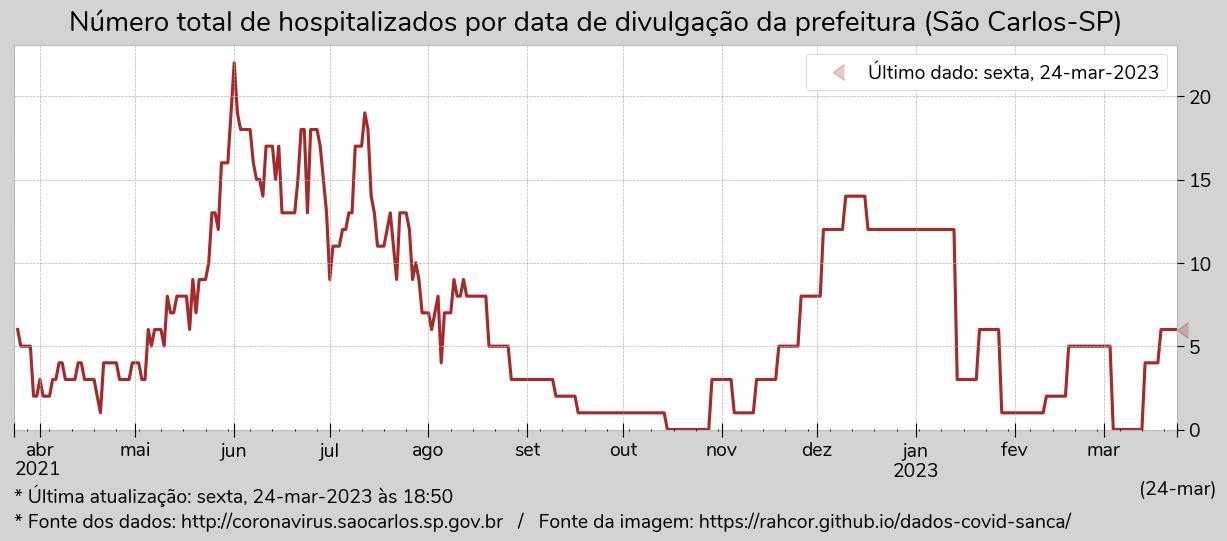 Número total de hospitalizados por data de divulgação da prefeitura (São Carlos-SP)
Último dado: sexta, 24-mar-2023
20
15
10
5
0
abr mai jun jul ago set out nov dez jan fev mar
2021 2023
(24-mar)
* Última atualização: sexta, 24-mar-2023 às 18:50
* Fonte dos dados: http://coronavirus.saocarlos.sp.gov.br / Fonte da imagem: https://rahcor.github.io/dados-covid-sanca/